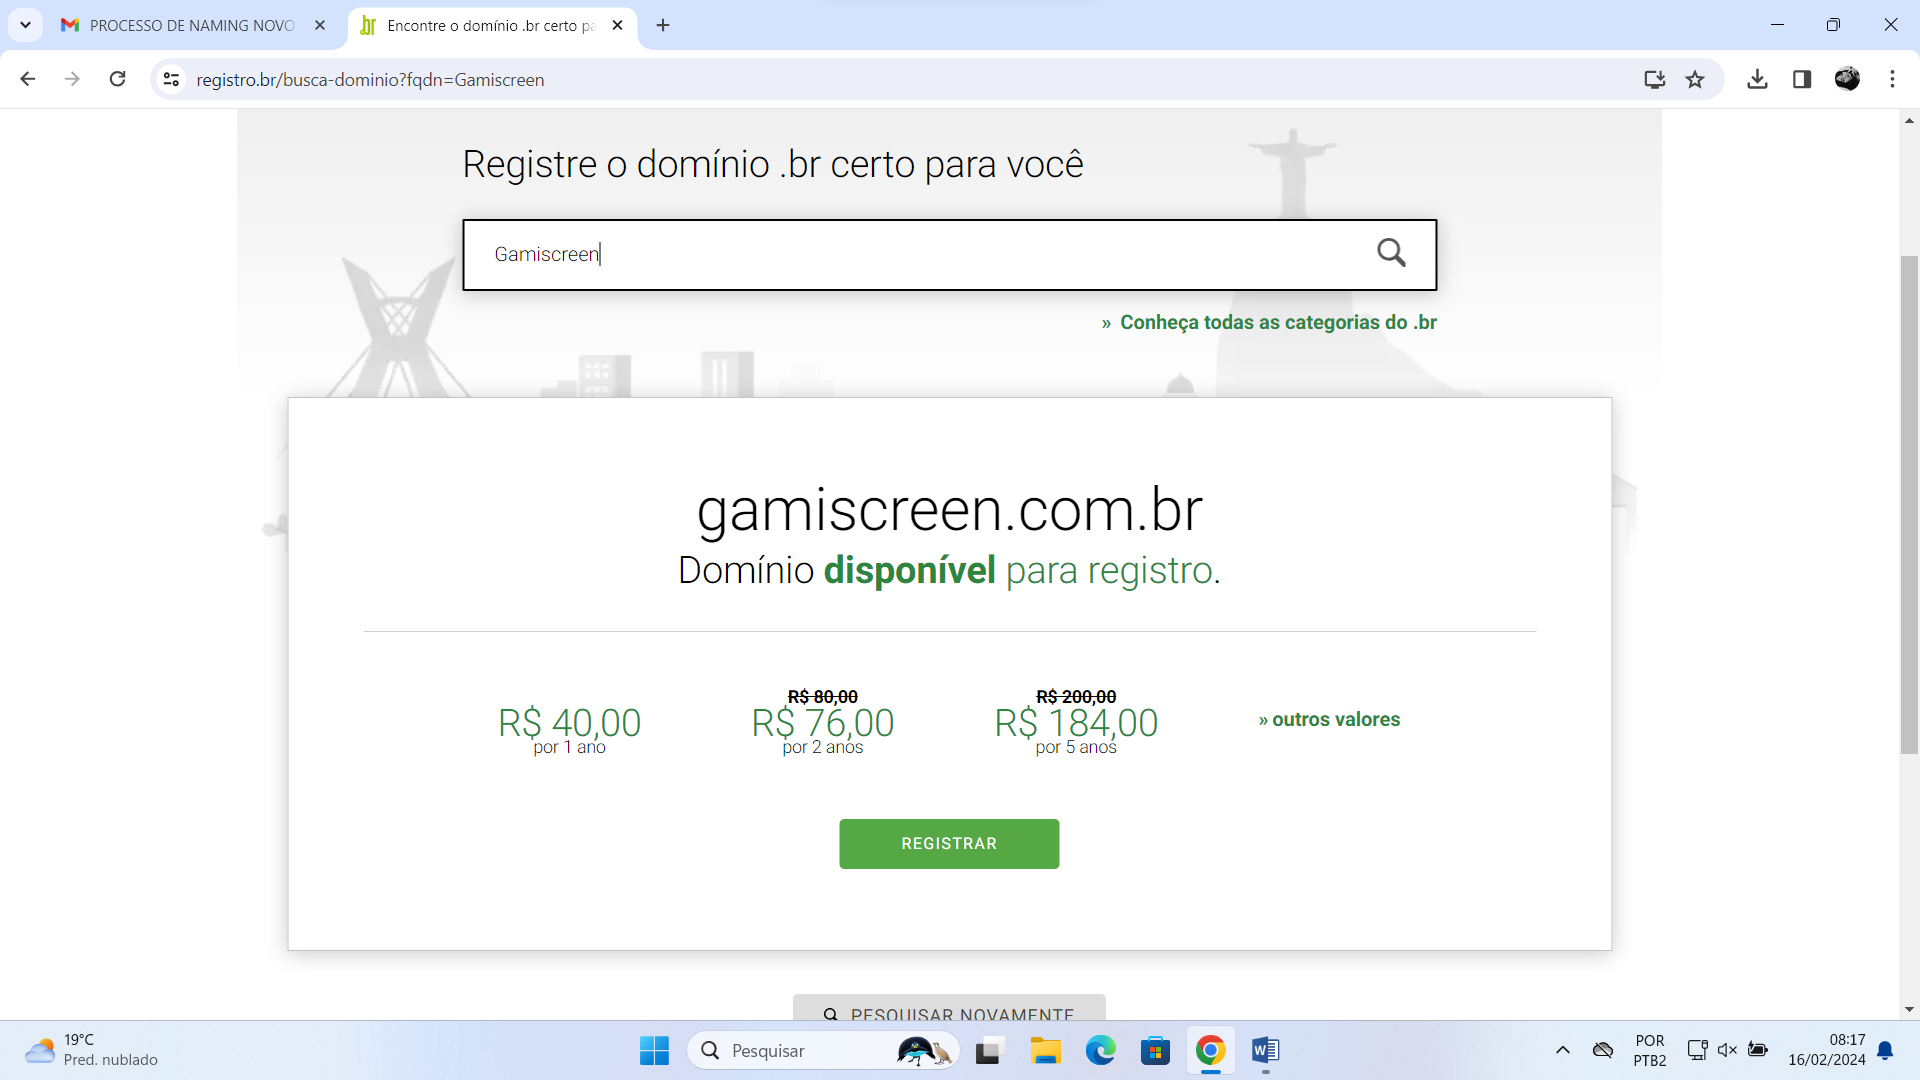 PROCESSO DE NAMING NOVO
Encontre o domínio .br certo pa
registro.br/busca-dominio?fqdn=Gamiscreen
Registre o domínio .br certo para você
Gamiscreen
» Conheça todas as categorias do .br
gamiscreen.com.br
Domínio disponível para registro.
R$ 40,00
por 1 ano
R$ 80,00
R$ 76,00
por 2 anos
R$ 200,00
R$ 184,00
por 5 anos
» outros valores
REGISTRAR
PESQUISAR NOVAMENTE
19°C
Pred. nublado
Pesquisar
POR
PTB2
08:17
16/02/2024